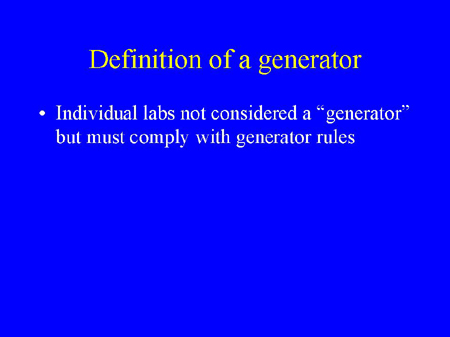 Definition of a generator
• Individual labs not considered a “generator”
but must comply with generator rules